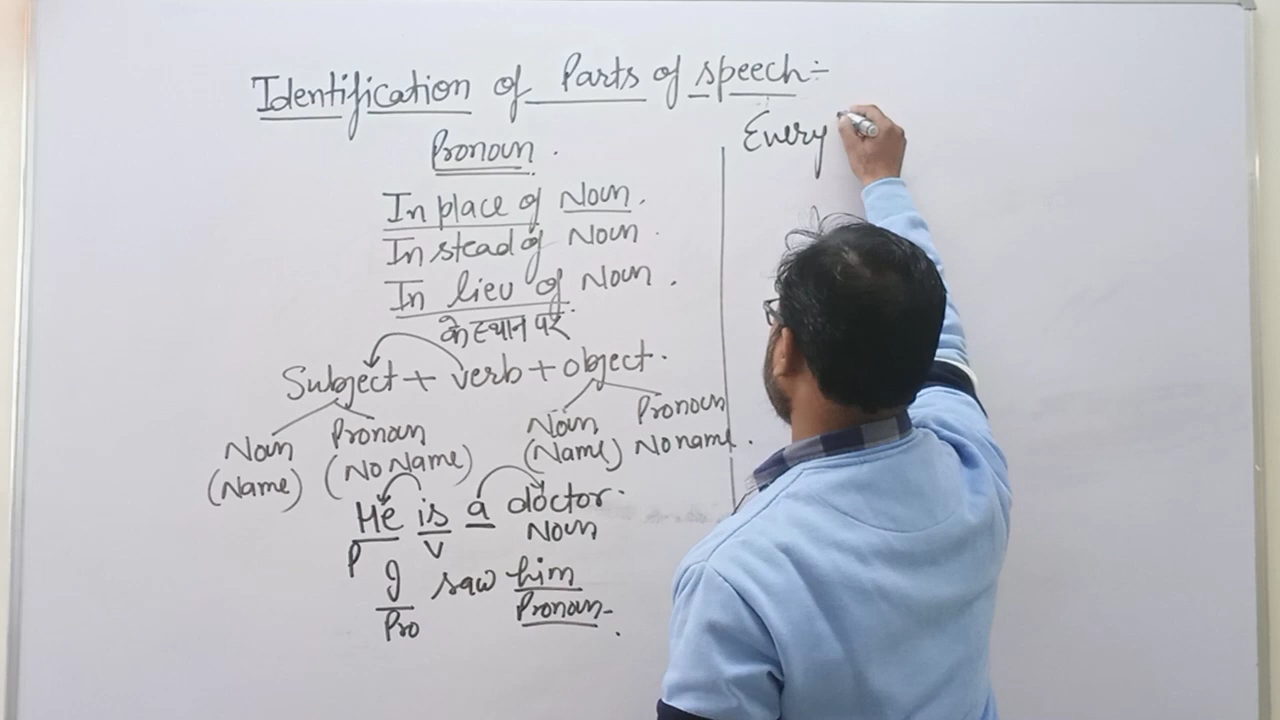 Identification of Parts of speech:-
Pronoun.
In place of Noun.
In stead of Noun.
In lieu of Noun.
के स्थान पर
Subject + verb + object.
Noun Pronoun Noun Pronoun
(Name) (No Name) (Name) No name.
He is a doctor.
P V Noun
I saw him
Pro Pronoun.
Every